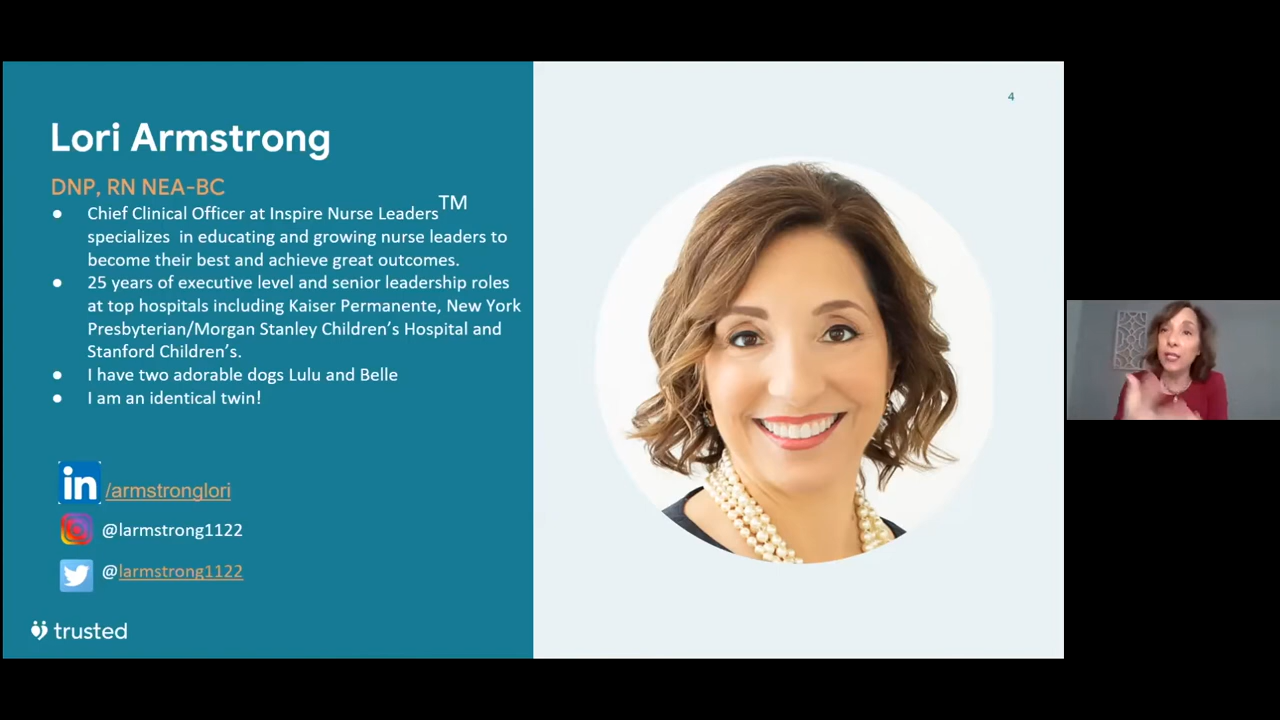 4
Lori Armstrong
DNP, RN NEA-BC
● Chief Clinical Officer at Inspire Nurse Leaders™
specializes in educating and growing nurse leaders to
become their best and achieve great outcomes.
● 25 years of executive level and senior leadership roles
at top hospitals including Kaiser Permanente, New York
Presbyterian/Morgan Stanley Children’s Hospital and
Stanford Children’s.
● I have two adorable dogs Lulu and Belle
● I am an identical twin!
in /armstronglori
@larmstrong1122
@larmstrong1122
trusted